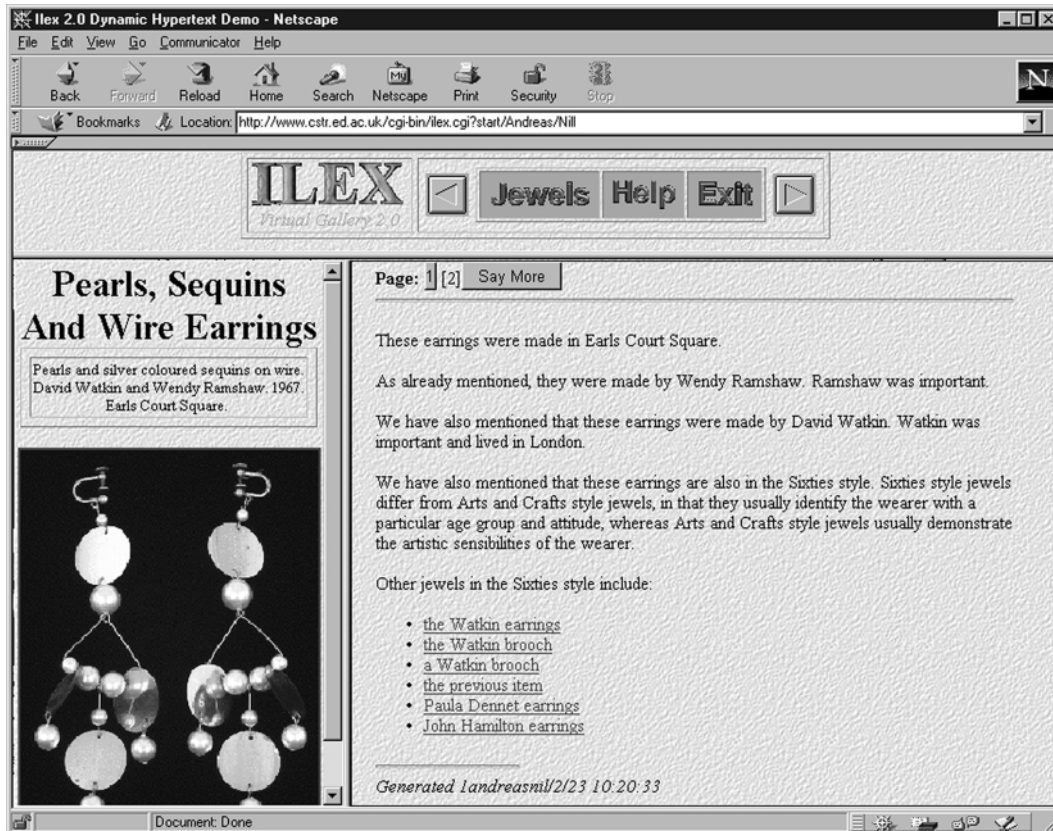 Ilex 2.0 Dynamic Hypertext Demo - Netscape
File Edit View Go Communicator Help
Back Forward Reload Home Search Netscape Print Security Stop
N
Bookmarks Location: http://www.cstr.ed.ac.uk/cgi-bin/ilex.cgi?start/Andreas/Nill
ILEX
Virtual Gallery 2.0
Jewels Help Exit
Pearls, Sequins
And Wire Earrings
Pearls and silver coloured sequins on wire.
David Watkin and Wendy Ramshaw. 1967.
Earls Court Square.
Page: 1 [2] Say More
These earrings were made in Earls Court Square.
As already mentioned, they were made by Wendy Ramshaw. Ramshaw was important.
We have also mentioned that these earrings were made by David Watkin. Watkin was
important and lived in London.
We have also mentioned that these earrings are also in the Sixties style. Sixties style jewels
differ from Arts and Crafts style jewels, in that they usually identify the wearer with a
particular age group and attitude, whereas Arts and Crafts style jewels usually demonstrate
the artistic sensibilities of the wearer.
Other jewels in the Sixties style include:
• the Watkin earrings
• the Watkin brooch
• a Watkin brooch
• the previous item
• Paula Dennet earrings
• John Hamilton earrings
Generated 1andreasnil/2/23 10:20:33
Document: Done